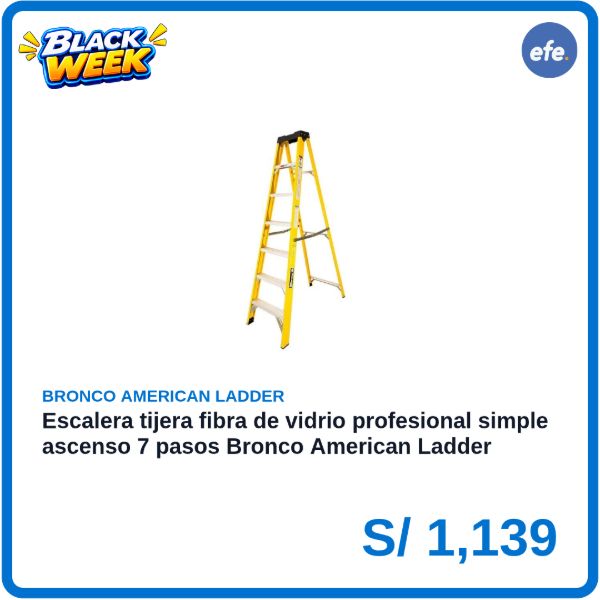 BLACK
WEEK
efe.
BRONCO AMERICAN LADDER
Escalera tijera fibra de vidrio profesional simple
ascenso 7 pasos Bronco American Ladder
S/ 1,139